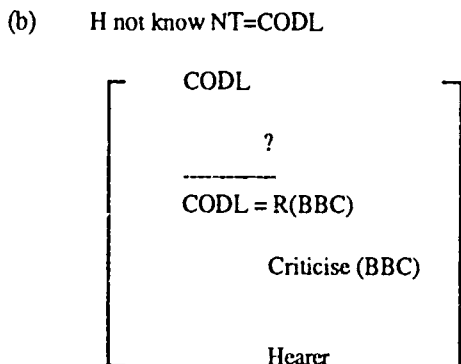 (b) H not know NT=CODL
CODL
?
CODL = R(BBC)
Criticise (BBC)
Hearer